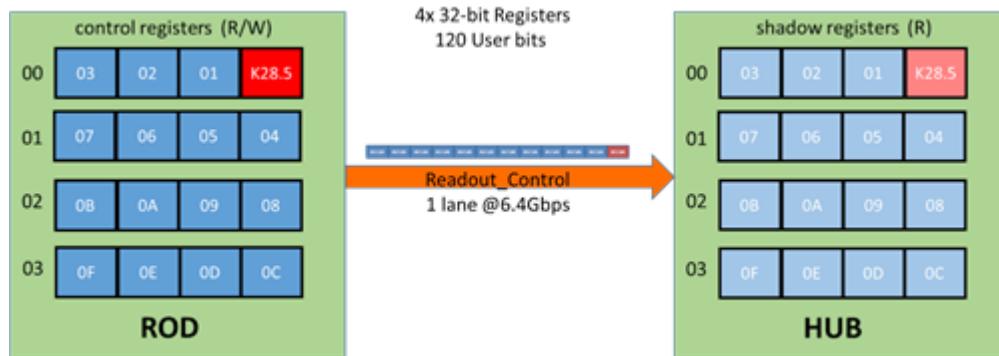 4x 32-bit Registers
120 User bits
control registers (R/W)
00 03 02 01 K28.5
01 07 06 05 04
02 0B 0A 09 08
03 0F 0E 0D 0C
ROD
Readout_Control
1 lane @6.4Gbps
shadow registers (R)
00 03 02 01 K28.5
01 07 06 05 04
02 0B 0A 09 08
03 0F 0E 0D 0C
HUB